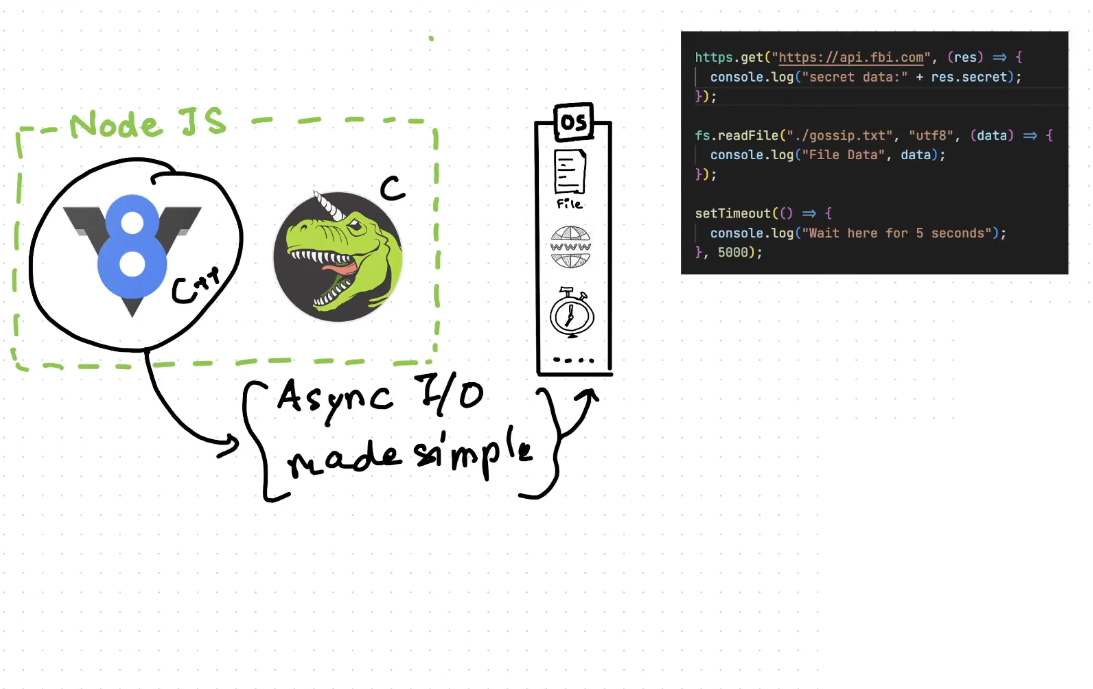 Node JS
8
C++
C
OS
File
www
Async I/O
made simple
https.get("https://api.fbi.com", (res) => {
  console.log("secret data:" + res.secret);
});
fs.readFile("./gossip.txt", "utf8", (data) => {
  console.log("File Data", data);
});
setTimeout(() => {
  console.log("Wait here for 5 seconds");
}, 5000);